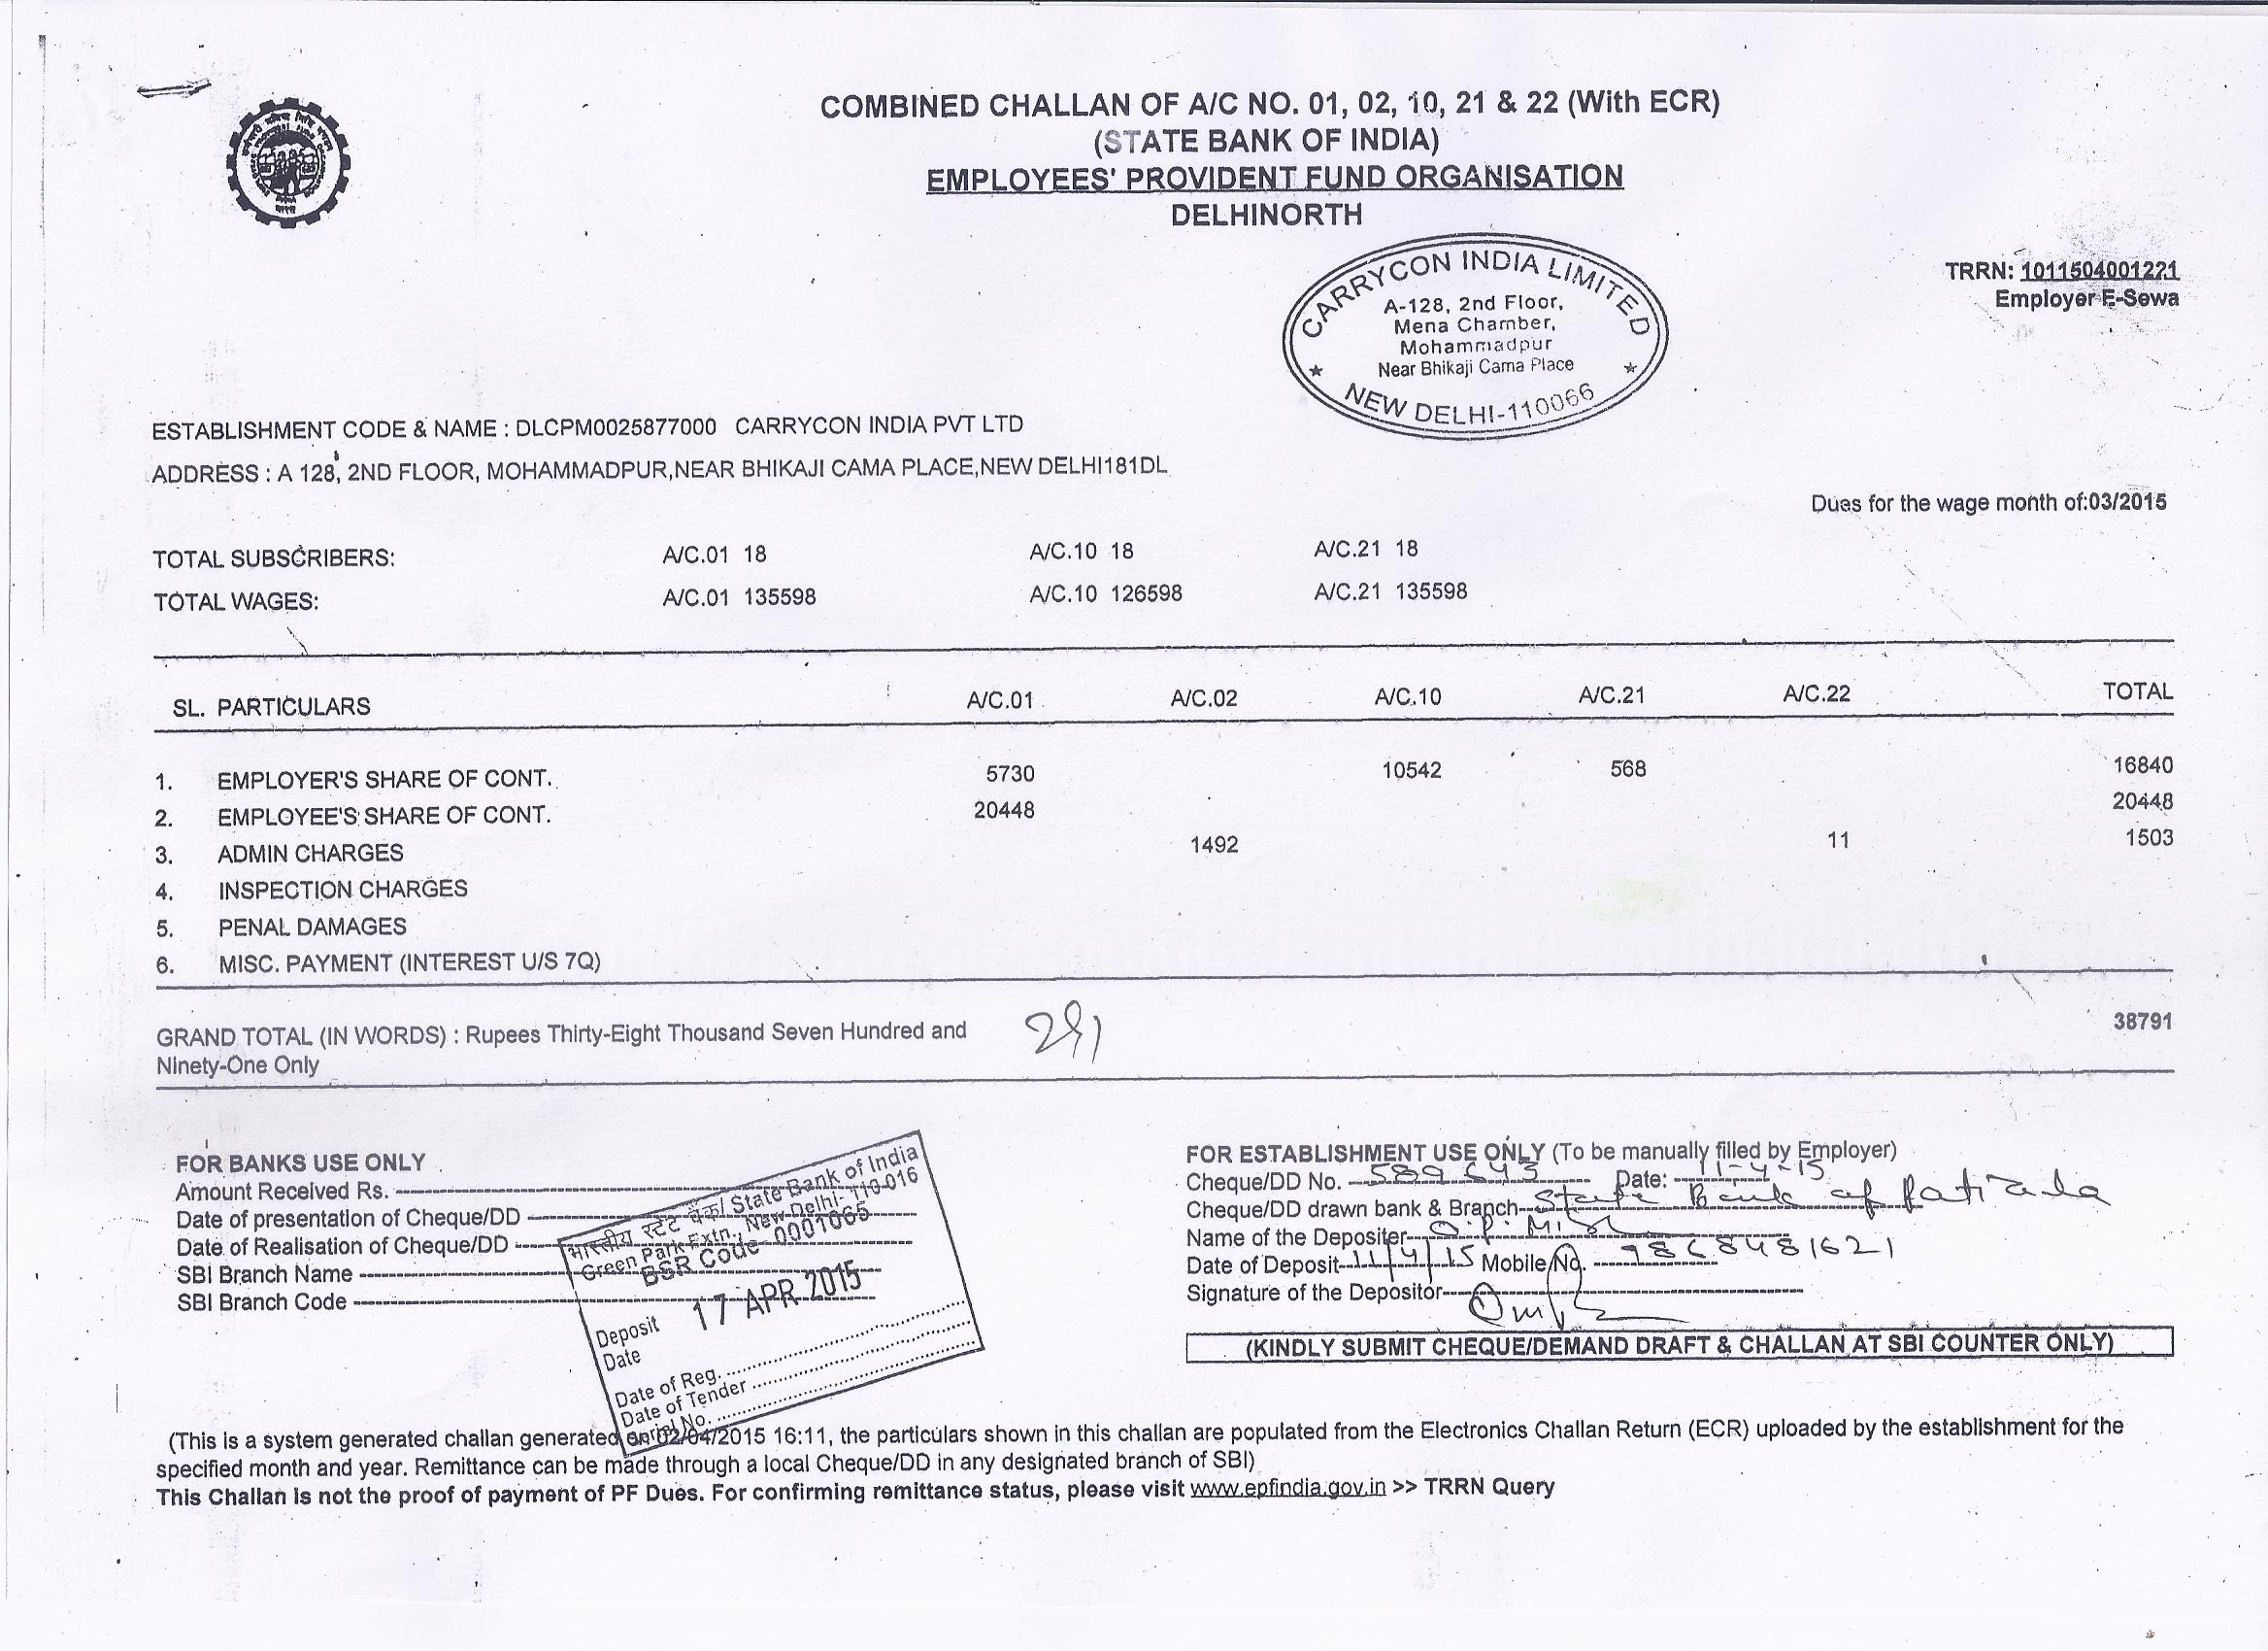 COMBINED CHALLAN OF A/C NO. 01, 02, 10, 21 & 22 (With ECR)
(STATE BANK OF INDIA)
EMPLOYEES' PROVIDENT FUND ORGANISATION
DELHINORTH
TRRN: 1011504001221
Employer E-Sewa
CARRYCON INDIA LIMITED
A-128, 2nd Floor,
Mena Chamber,
Mohammadpur
Near Bhikaji Cama Place
NEW DELHI-110066
ESTABLISHMENT CODE & NAME : DLCPM0025877000 CARRYCON INDIA PVT LTD
ADDRESS : A 128, 2ND FLOOR, MOHAMMADPUR,NEAR BHIKAJI CAMA PLACE,NEW DELHI181DL
Dues for the wage month of:03/2015
TOTAL SUBSCRIBERS: A/C.01 18 A/C.10 18 A/C.21 18
TOTAL WAGES: A/C.01 135598 A/C.10 126598 A/C.21 135598
SL. PARTICULARS A/C.01 A/C.02 A/C.10 A/C.21 A/C.22 TOTAL
1. EMPLOYER'S SHARE OF CONT. 5730 10542 568 16840
2. EMPLOYEE'S SHARE OF CONT. 20448 20448
3. ADMIN CHARGES 1492 11 1503
4. INSPECTION CHARGES
5. PENAL DAMAGES
6. MISC. PAYMENT (INTEREST U/S 7Q)
GRAND TOTAL (IN WORDS) : Rupees Thirty-Eight Thousand Seven Hundred and 38791
Ninety-One Only
FOR BANKS USE ONLY
Amount Received Rs.
Date of presentation of Cheque/DD
Date of Realisation of Cheque/DD
SBI Branch Name
SBI Branch Code
भारतीय स्टेट बैंक/ State Bank of India
Green Park Extn., New Delhi- 110-016
BSR Code 0001065
Deposit 17 APR 2015
Date
Date of Reg.
Date of Tender
Serial No.
FOR ESTABLISHMENT USE ONLY (To be manually filled by Employer)
Cheque/DD No. Date: 11-4-15
Cheque/DD drawn bank & Branch State Bank of Patiala
Name of the Depositer
Date of Deposit 11/4/15 Mobile No. 9868481621
Signature of the Depositor
(KINDLY SUBMIT CHEQUE/DEMAND DRAFT & CHALLAN AT SBI COUNTER ONLY)
(This is a system generated challan generated on 02/04/2015 16:11, the particulars shown in this challan are populated from the Electronics Challan Return (ECR) uploaded by the establishment for the
specified month and year. Remittance can be made through a local Cheque/DD in any designated branch of SBI)
This Challan is not the proof of payment of PF Dues. For confirming remittance status, please visit www.epfindia.gov.in >> TRRN Query